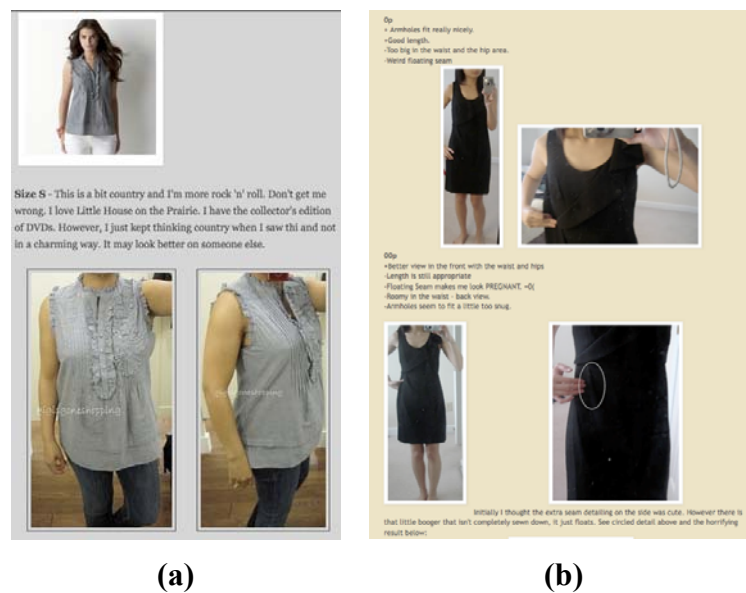 Size S - This is a bit country and I'm more rock 'n' roll. Don't get me
wrong. I love Little House on the Prairie. I have the collector's edition
of DVDs. However, I just kept thinking country when I saw thi and not
in a charming way. It may look better on someone else.
gigigoneshopping
(a)
0p
+ Armholes fit really nicely
+Good length.
-Too big in the waist and the hip area.
-Weird floating seam
00p
+Better view in the front with the waist and hips
-Length is still appropriate
-Floating Seam makes me look PREGNANT. =0(
-Roomy in the waist - back view.
-Armholes seem to fit a little too snug.
Initially I thought the extra seam detailing on the side was cute. However there is
that little booger that isn't completely sewn down, it just floats. See circled detail above and the horrifying
result below:
(b)